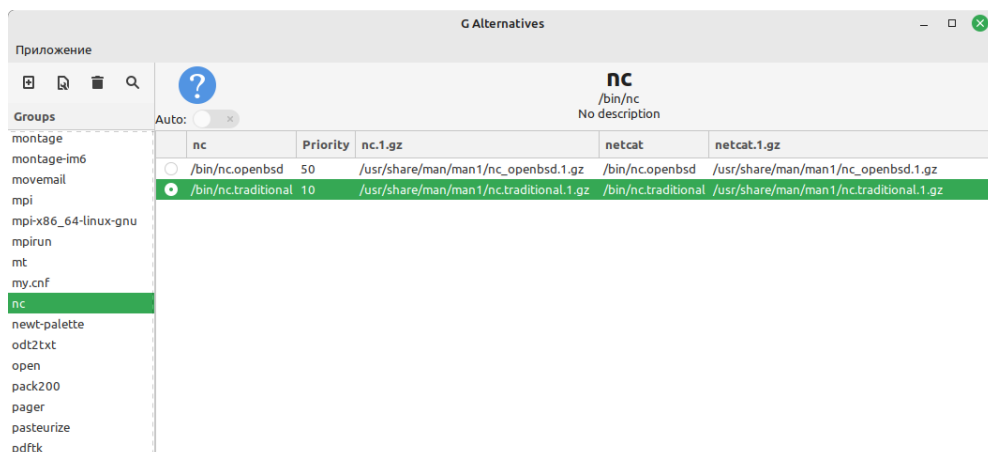 G Alternatives
Приложение
Groups
montage
montage-im6
movemail
mpi
mpi-x86_64-linux-gnu
mpirun
mt
my.cnf
nc
newt-palette
odt2txt
open
pack200
pager
pasteurize
pdftk
?
nc
/bin/nc
No description
Auto:
nc Priority nc.1.gz netcat netcat.1.gz
/bin/nc.openbsd 50 /usr/share/man/man1/nc_openbsd.1.gz /bin/nc.openbsd /usr/share/man/man1/nc_openbsd.1.gz
/bin/nc.traditional 10 /usr/share/man/man1/nc.traditional.1.gz /bin/nc.traditional /usr/share/man/man1/nc.traditional.1.gz